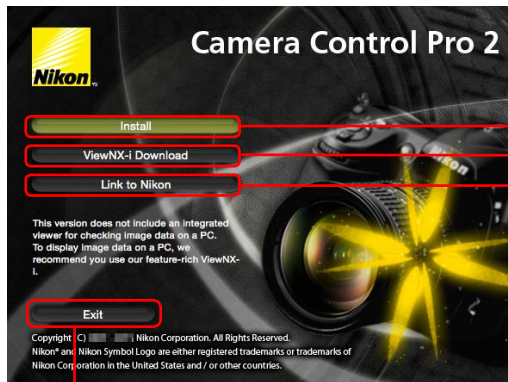 Nikon
Camera Control Pro 2
Install
ViewNX-i Download
Link to Nikon
Nikon
This version does not include an integrated
viewer for checking image data on a PC.
To display image data on a PC, we
recommend you use our feature-rich ViewNX-
i.
Exit
Copyright (C) Nikon Corporation. All Rights Reserved.
Nikon® and Nikon Symbol Logo are either registered trademarks or trademarks of
Nikon Corporation in the United States and / or other countries.